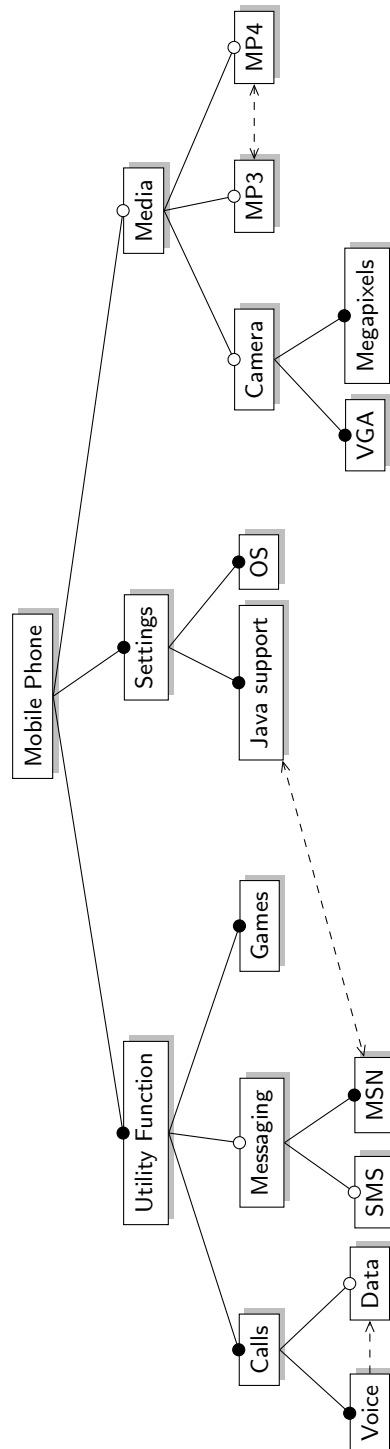 Mobile Phone
Utility Function
Settings
Media
Calls
Messaging
Games
Java support
OS
Camera
MP3
MP4
Voice
Data
SMS
MSN
VGA
Megapixels